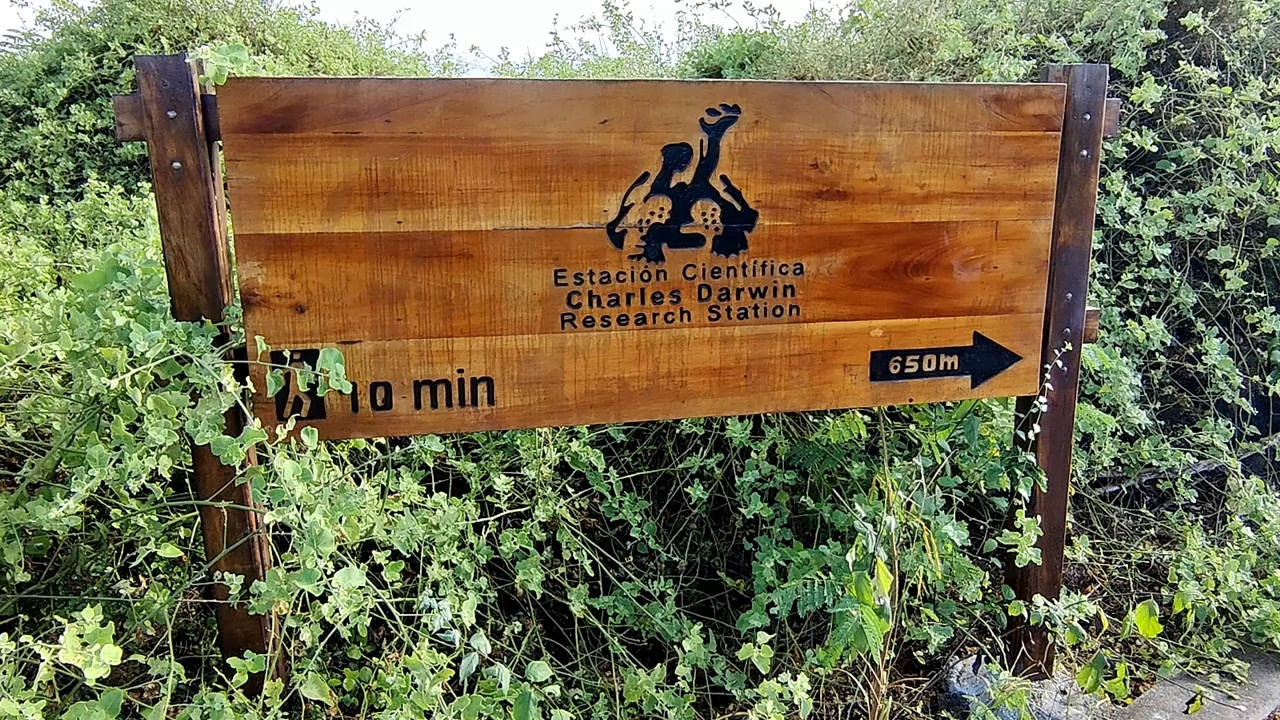 Estación Científica
Charles Darwin
Research Station
650m
10 min